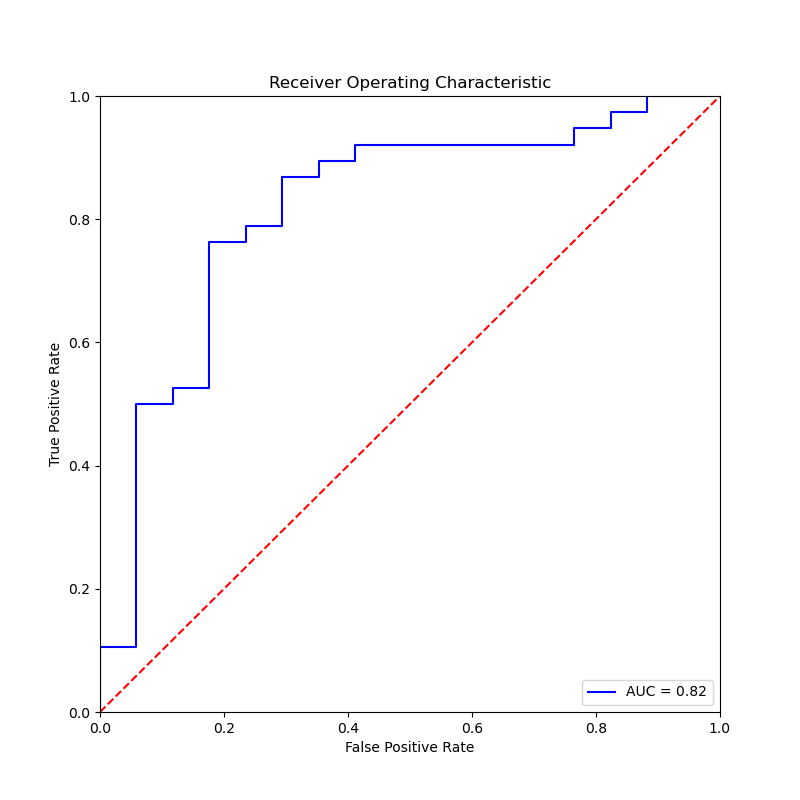 Receiver Operating Characteristic
1.0
0.8
0.6
0.4
0.2
0.0
True Positive Rate
AUC = 0.82
0.0 0.2 0.4 0.6 0.8 1.0
False Positive Rate